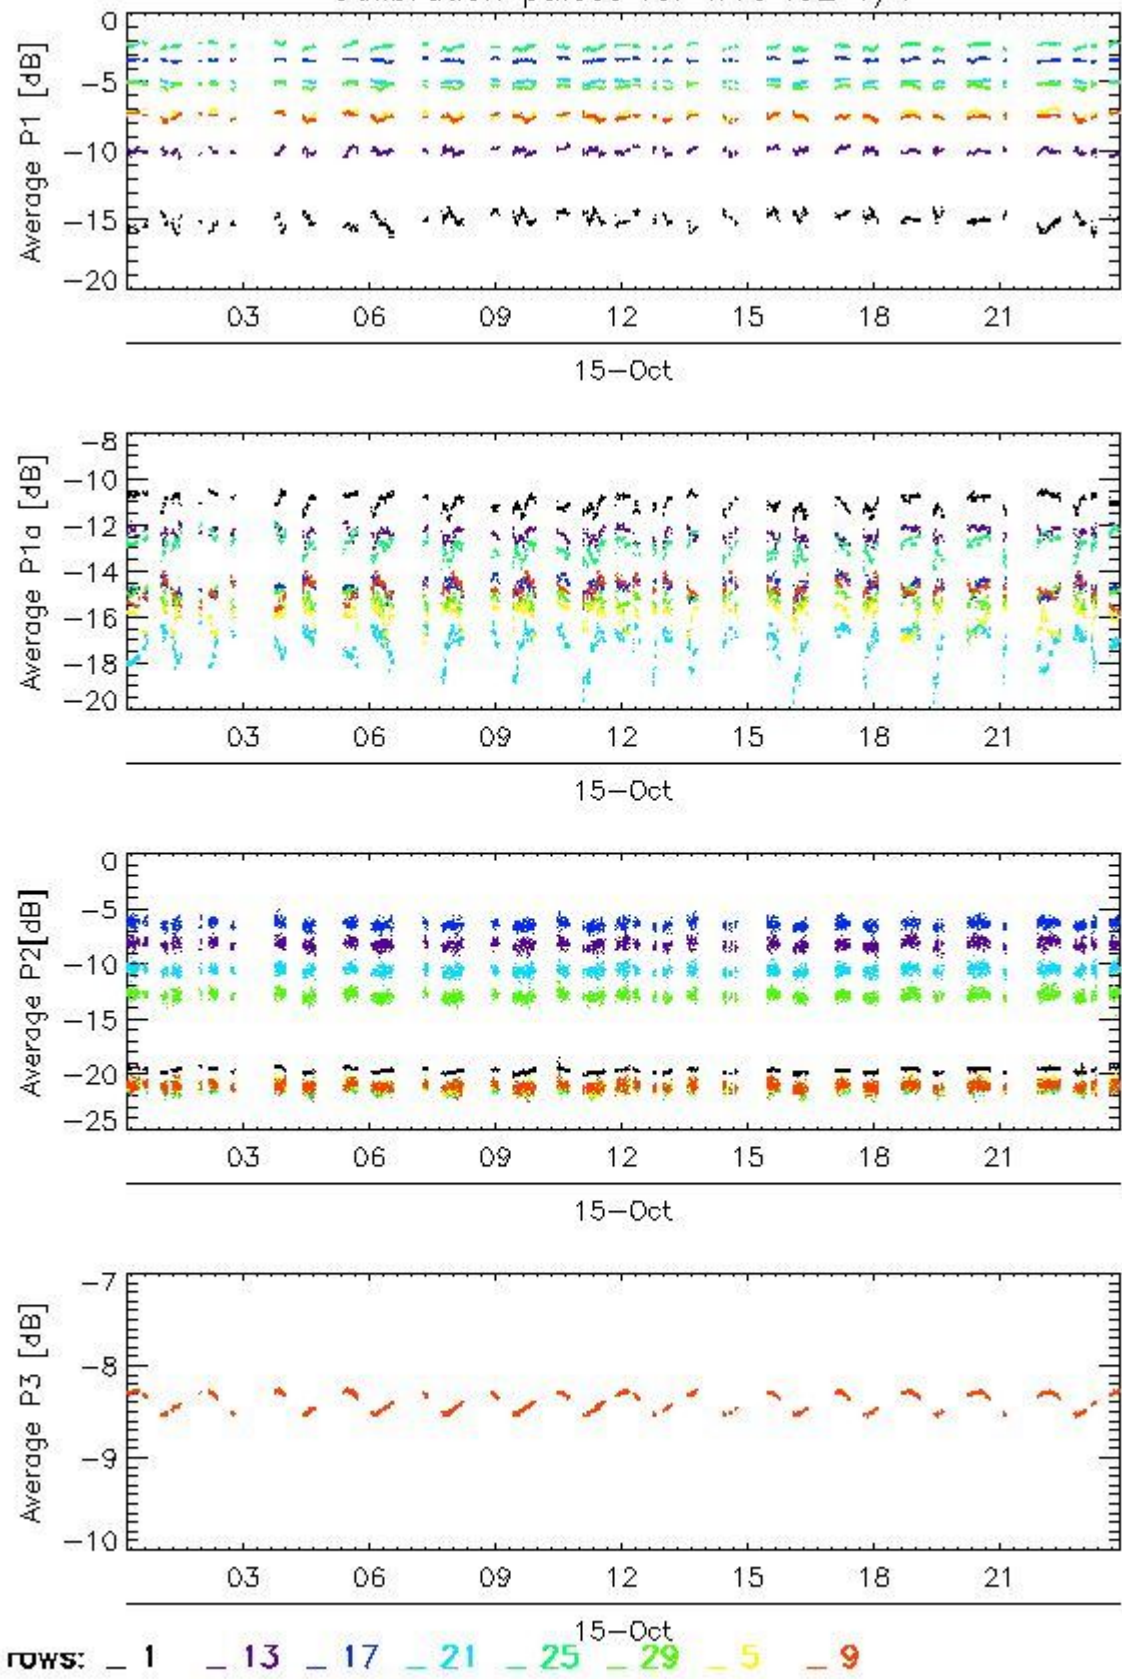 0
-5
-10
-15
-20
Average P1 [dB]
03 06 09 12 15 18 21
15-Oct
-8
-10
-12
-14
-16
-18
-20
Average P1a [dB]
03 06 09 12 15 18 21
15-Oct
0
-5
-10
-15
-20
-25
Average P2[dB]
03 06 09 12 15 18 21
15-Oct
-7
-8
-9
-10
Average P3 [dB]
03 06 09 12 15 18 21
15-Oct
rows: _ 1 _ 13 _ 17 _ 21 _ 25 _ 29 _ 5 _ 9